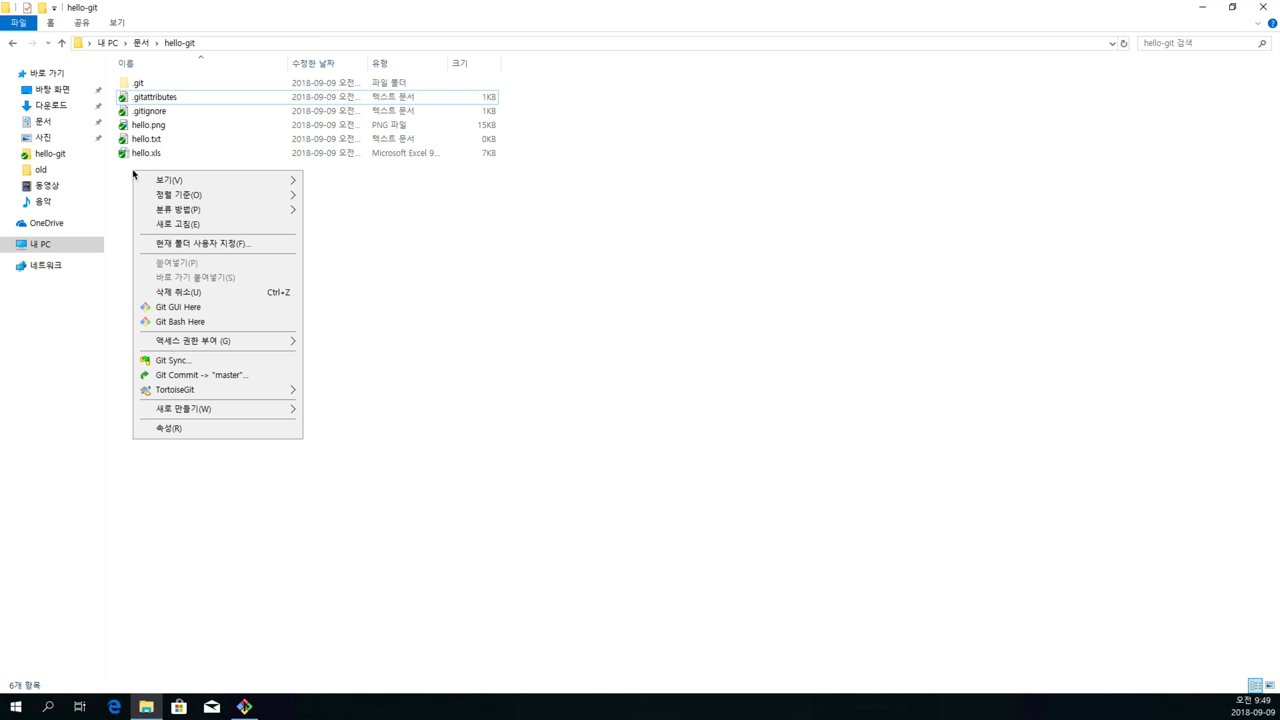 hello-git
파일 홈 공유 보기
내 PC 문서 hello-git
hello-git 검색
이름 수정한 날짜 유형 크기
바로 가기
바탕 화면
다운로드
문서
사진
hello-git
old
동영상
음악
OneDrive
내 PC
네트워크
.git 2018-09-09 오전... 파일 폴더
.gitattributes 2018-09-09 오전... 텍스트 문서 1KB
.gitignore 2018-09-09 오전... 텍스트 문서 1KB
hello.png 2018-09-09 오전... PNG 파일 15KB
hello.txt 2018-09-09 오전... 텍스트 문서 0KB
hello.xls 2018-09-09 오전... Microsoft Excel 9... 7KB
보기(V)
정렬 기준(O)
분류 방법(P)
새로 고침(E)
현재 폴더 사용자 지정(F)...
붙여넣기(P)
바로 가기 붙여넣기(S)
삭제 취소(U) Ctrl+Z
Git GUI Here
Git Bash Here
액세스 권한 부여 (G)
Git Sync...
Git Commit -> "master"...
TortoiseGit
새로 만들기(W)
속성(R)
6개 항목
오전 9:49
2018-09-09